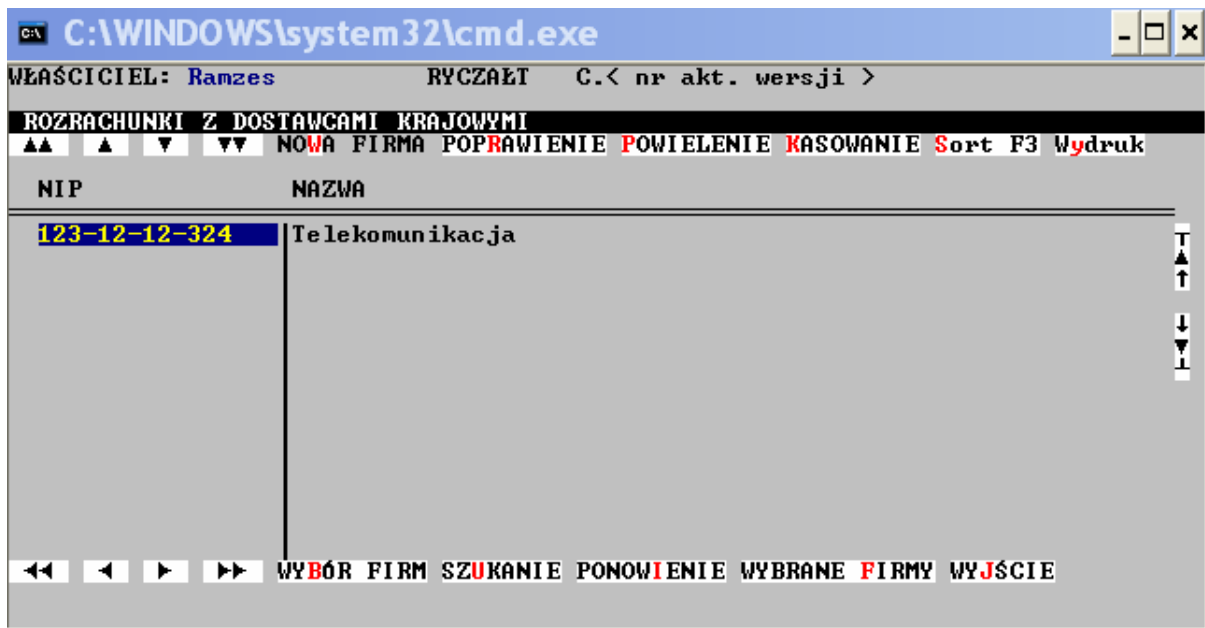 C:\WINDOWS\system32\cmd.exe
WŁAŚCICIEL: Ramzes RYCZAŁT C.< nr akt. wersji >
ROZRACHUNKI Z DOSTAWCAMI KRAJOWYMI
NOWA FIRMA POPRAWIENIE POWIELENIE KASOWANIE Sort F3 Wydruk
NIP NAZWA
123-12-12-324 Telekomunikacja
WYBÓR FIRM SZUKANIE PONOWIENIE WYBRANE FIRMY WYJŚCIE